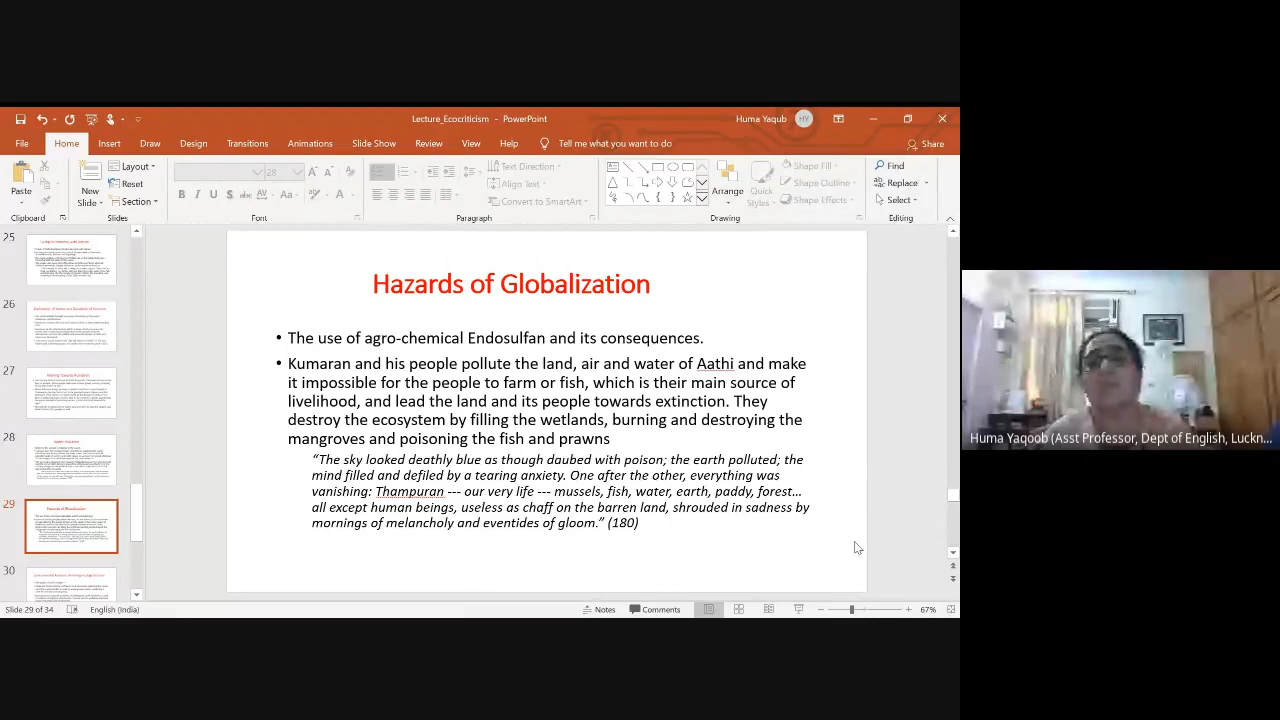 Lecture_Ecocriticism - PowerPoint
Huma Yaqub
HY
File Home Insert Draw Design Transitions Animations Slide Show Review View Help Tell me what you want to do
Share
Paste
Clipboard
New
Slide
Layout
Reset
Section
Slides
28
Font
Text Direction
Align Text
Convert to SmartArt
Paragraph
Arrange
Quick
Styles
Shape Fill
Shape Outline
Shape Effects
Drawing
Find
Replace
Select
Editing
25
26
27
28
29
30
Hazards of Globalization
• The use of agro-chemical Endosulfan and its consequences.
• Kumaran and his people pollute the land, air and water of Aathi and make
it impossible for the people to farm or fish, which is their main source of
livelihood, and lead the land and its people towards extinction. They
destroy the ecosystem by filling the wetlands, burning and destroying the
mangroves and poisoning the fish and prawns
"The sky looked deathly blue; the air was damned with poison; the Earth polluted; the
mind filled and defiled by a tearing anxiety. One after the other, everything was
vanishing: Thampuran --- our very life --- mussels, fish, water, earth, paddy, forest...
all except human beings, useless as chaff on the barren land, shrouded in sorrow, by
mornings of melancholy and noontides of gloom." (180)
Slide 29 of 34
English (India)
Notes
Comments
67%
Huma Yaqoob (Asst Professor, Dept of English, Luckn...